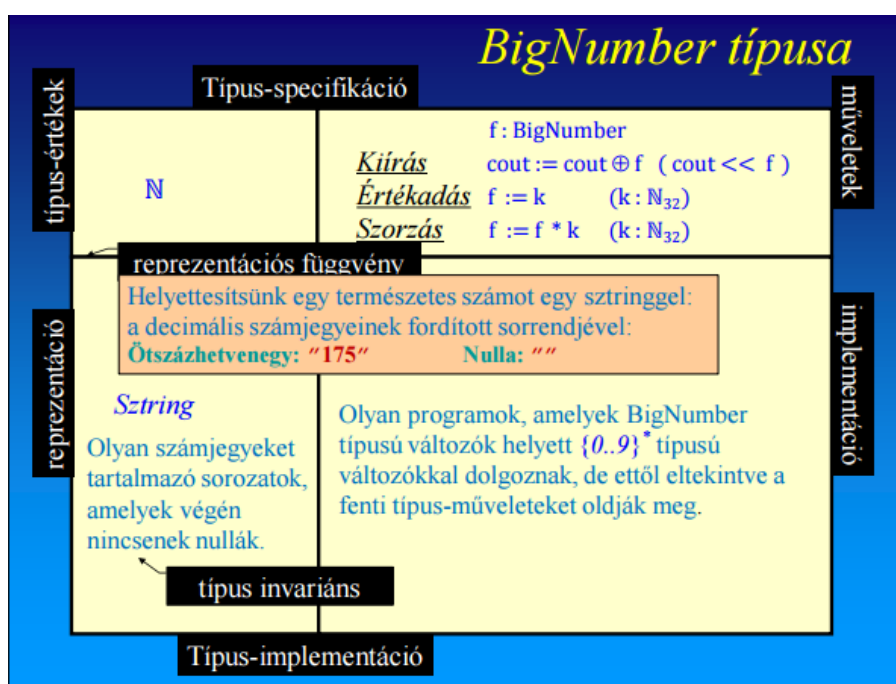 BigNumber típusa
Típus-specifikáció
típus-értékek
műveletek
ℕ
f : BigNumber
Kiírás cout := cout ⊕ f ( cout << f )
Értékadás f := k (k : ℕ₃₂)
Szorzás f := f * k (k : ℕ₃₂)
reprezentációs függvény
Helyettesítsünk egy természetes számot egy sztringgel:
a decimális számjegyeinek fordított sorrendjével:
Ötszázhetvenegy: "175" Nulla: ""
reprezentáció
implementáció
Sztring
Olyan számjegyeket
tartalmazó sorozatok,
amelyek végén
nincsenek nullák.
Olyan programok, amelyek BigNumber
típusú változók helyett {0..9}* típusú
változókkal dolgoznak, de ettől eltekintve a
fenti típus-műveleteket oldják meg.
típus invariáns
Típus-implementáció